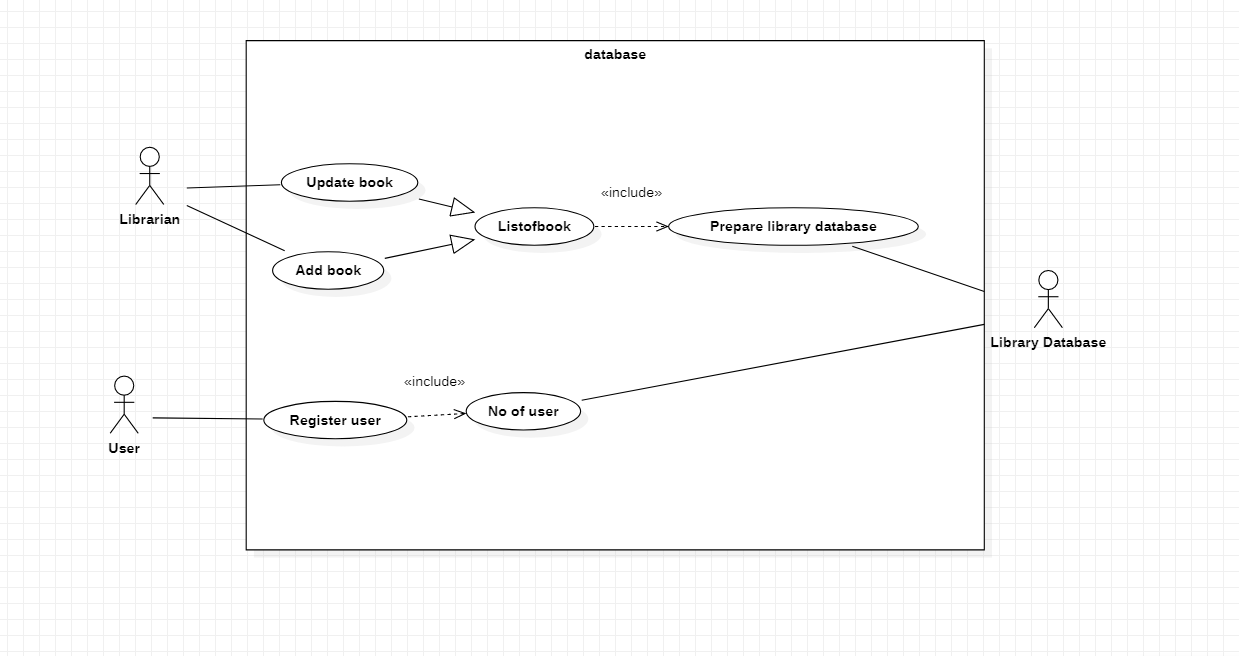 database
Update book
«include»
Librarian
Listofbook
Prepare library database
Add book
Library Database
«include»
No of user
Register user
User